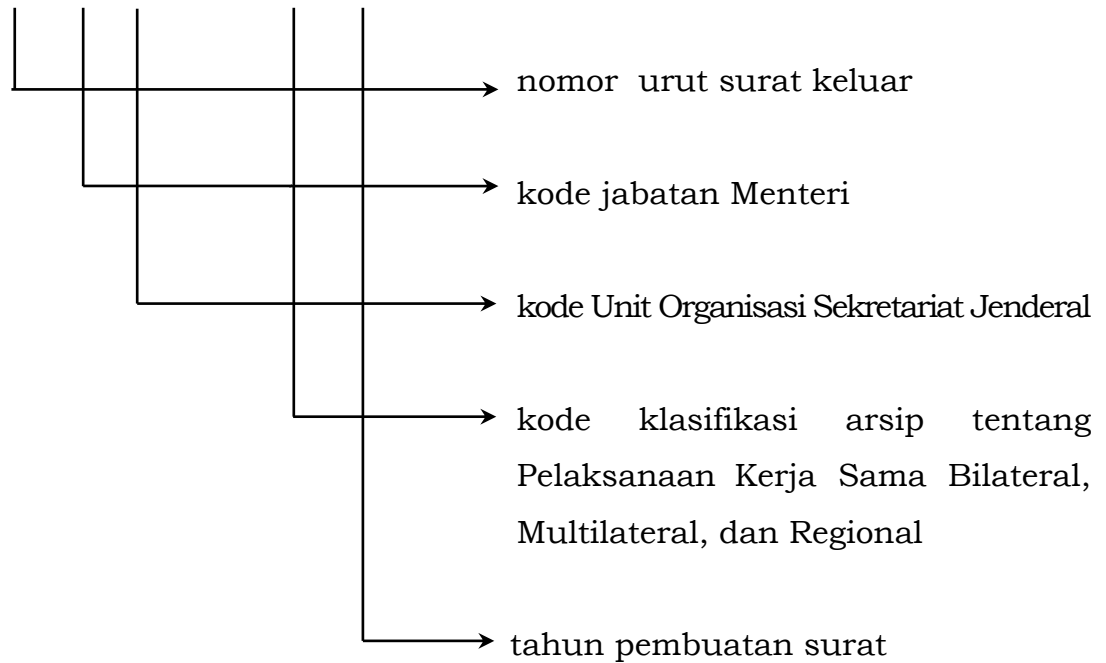 nomor urut surat keluar
kode jabatan Menteri
kode Unit Organisasi Sekretariat Jenderal
kode klasifikasi arsip tentang
Pelaksanaan Kerja Sama Bilateral,
Multilateral, dan Regional
tahun pembuatan surat